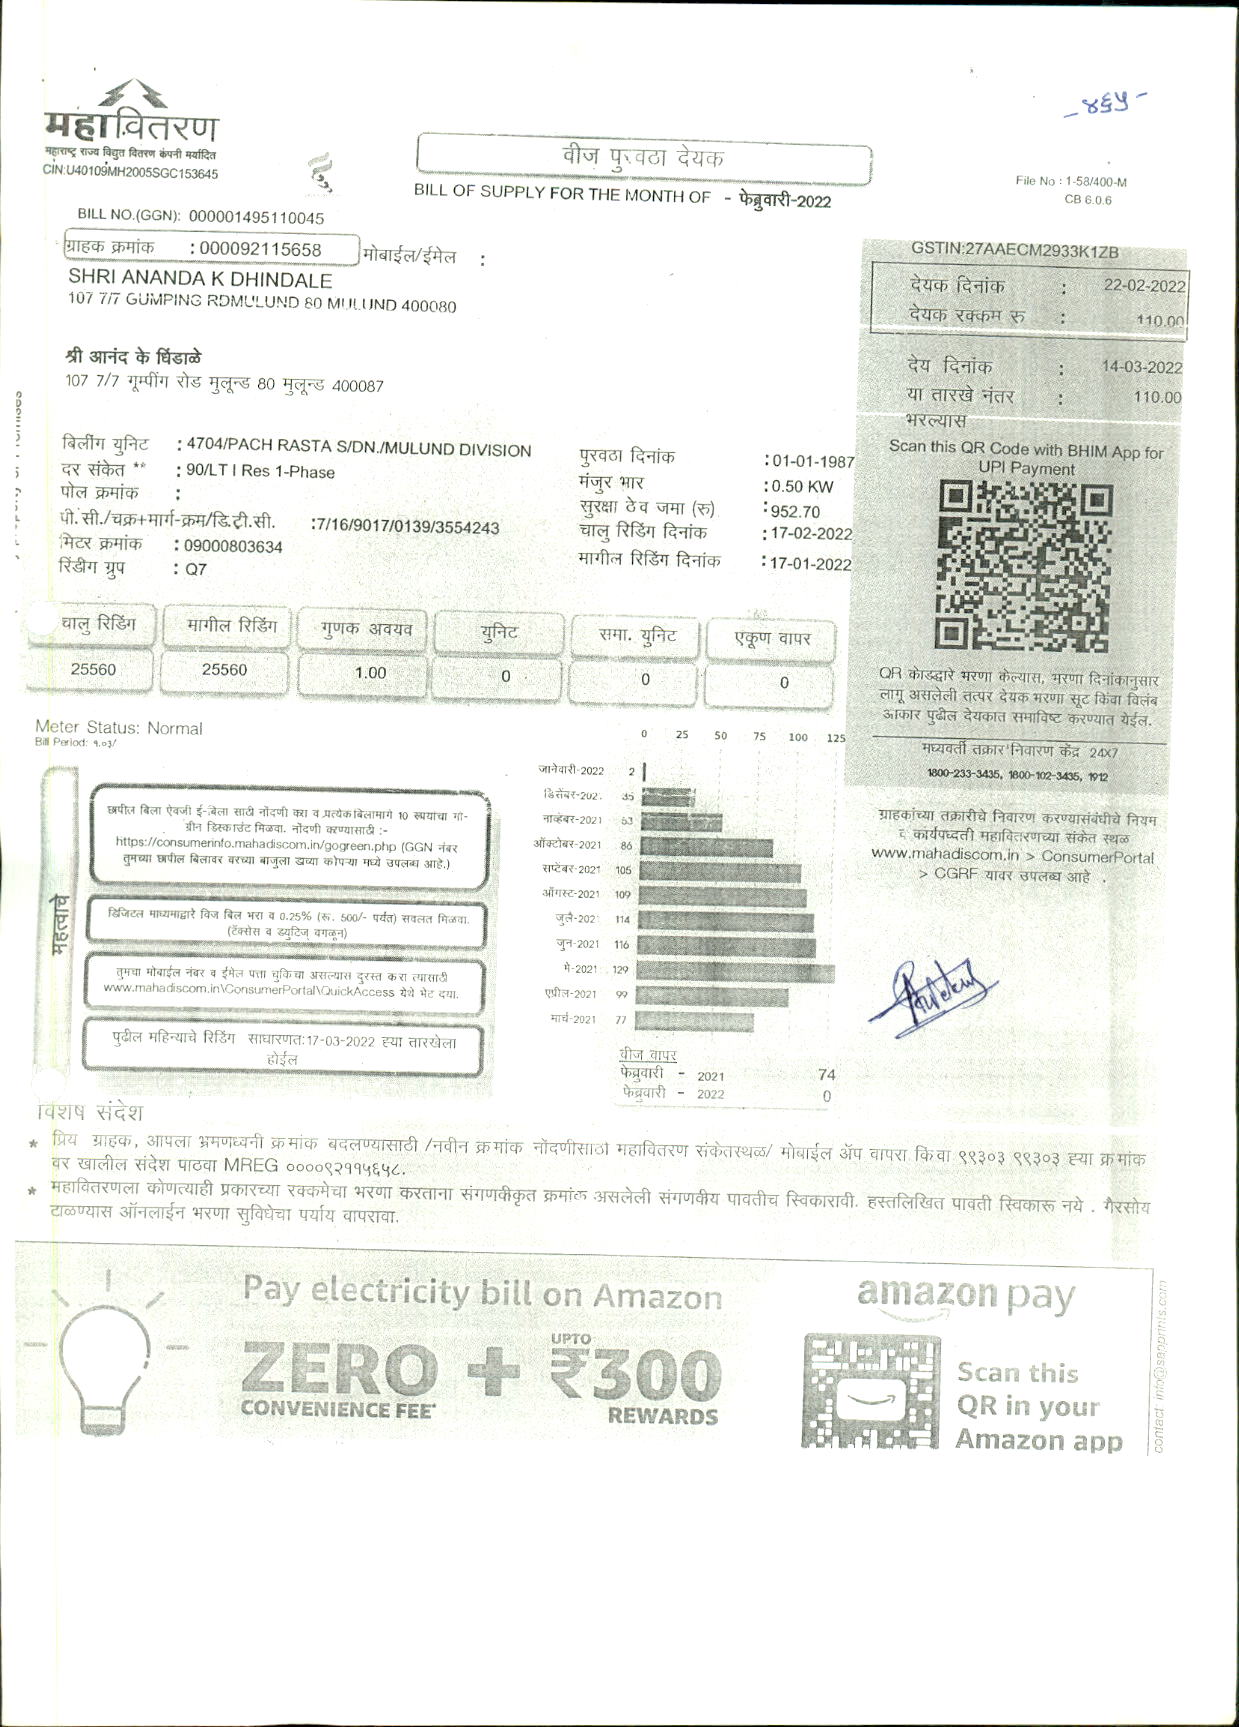 -४६५-
महावितरण
महाराष्ट्र राज्य विद्युत वितरण कंपनी मर्यादित
CIN:U40109MH2005SGC153645
वीज पुरवठा देयक
BILL OF SUPPLY FOR THE MONTH OF - फेब्रुवारी-2022
File No : 1-58/400-M
CB 6.0.6
BILL NO.(GGN): 000001495110045
ग्राहक क्रमांक :000092115658 मोबाईल/ईमेल :
SHRI ANANDA K DHINDALE
107 7/7 GUMPING RDMULUND 80 MULUND 400080
श्री आनंद के धिंडाळे
107 7/7 गूम्पींग रोड मुलून्ड 80 मुलून्ड 400087
GSTIN:27AAECM2933K1ZB
देयक दिनांक : 22-02-2022
देयक रक्कम रु : 110.00
देय दिनांक : 14-03-2022
या तारखे नंतर : 110.00
भरल्यास
Scan this QR Code with BHIM App for
UPI Payment
बिलींग युनिट : 4704/PACH RASTA S/DN./MULUND DIVISION
दर संकेत ** : 90/LT I Res 1-Phase
पोल क्रमांक :
पी.सी./चक्र+मार्ग-क्रम/डि.टी.सी. :7/16/9017/0139/3554243
मिटर क्रमांक : 09000803634
रिडींग ग्रुप : Q7
पुरवठा दिनांक :01-01-1987
मंजुर भार :0.50 KW
सुरक्षा ठेव जमा (रु) :952.70
चालु रिडिंग दिनांक :17-02-2022
मागील रिडिंग दिनांक :17-01-2022
चालु रिडिंग मागील रिडिंग गुणक अवयव युनिट समा. युनिट एकूण वापर
25560 25560 1.00 0 0 0
QR कोडद्वारे भरणा केल्यास, भरणा दिनांकानुसार
लागू असलेली तत्पर देयक भरणा सूट किंवा विलंब
आकार पुढील देयकात समाविष्ट करण्यात येईल.
मध्यवर्ती तक्रार निवारण केंद्र 24X7
1800-233-3435, 1800-102-3435, 1912
Meter Status: Normal
Bill Period: १.०३/
महत्वाचे
छापील बिला ऐवजी ई-बिला साठी नोंदणी करा व प्रत्येक बिलामागे 10 रुपयांचा गो-
ग्रीन डिस्काउंट मिळवा. नोंदणी करण्यासाठी :-
https://consumerinfo.mahadiscom.in/gogreen.php (GGN नंबर
तुमच्या छापील बिलावर वरच्या बाजुला डाव्या कोपऱ्या मध्ये उपलब्ध आहे.)
डिजिटल माध्यमाद्वारे विज बिल भरा व 0.25% (रु. 500/- पर्यंत) सवलत मिळवा.
(टॅक्सेस व ड्युटिज् वगळून)
तुमचा मोबाईल नंबर व ईमेल पत्ता चुकिचा असल्यास दुरस्त करा त्यासाठी
www.mahadiscom.in\ConsumerPortal\QuickAccess येथे भेट दया.
पुढील महिन्याचे रिडिंग साधारणत:17-03-2022 ह्या तारखेला
होईल
0 25 50 75 100 125
जानेवारी-2022 2
डिसेंबर-202 35
नोव्हेंबर-2021 53
ऑक्टोबर-2021 86
सप्टेंबर-2021 105
ऑगस्ट-2021 109
जुलै-202 114
जुन-2021 116
मे-2021 129
एप्रील-2021 99
मार्च-2021 77
वीज वापर
फेब्रुवारी - 2021 74
फेब्रुवारी - 2022 0
ग्राहकांच्या तक्रारीचे निवारण करण्यासंबंधीचे नियम
व कार्यपध्दती महावितरणच्या संकेत स्थळ
www.mahadiscom.in > ConsumerPortal
> CGRF यावर उपलब्ध आहे .
विशेष संदेश
* प्रिय ग्राहक, आपला भ्रमणध्वनी क्रमांक बदलण्यासाठी /नवीन क्रमांक नोंदणीसाठी महावितरण संकेतस्थळ/ मोबाईल ॲप वापरा किंवा ९९३०३ ९९३०३ ह्या क्रमांक
वर खालील संदेश पाठवा MREG ००००९२११५६५८.
* महावितरणला कोणत्याही प्रकारच्या रक्कमेचा भरणा करताना संगणकीकृत क्रमांक असलेली संगणकीय पावतीच स्विकारावी. हस्तलिखित पावती स्विकारू नये . गैरसोय
टाळण्यास ऑनलाईन भरणा सुविधेचा पर्याय वापरावा.
Pay electricity bill on Amazon
ZERO + UPTO ₹300
CONVENIENCE FEE* REWARDS
amazon pay
Scan this
QR in your
Amazon app
contact: info@sapprints.com